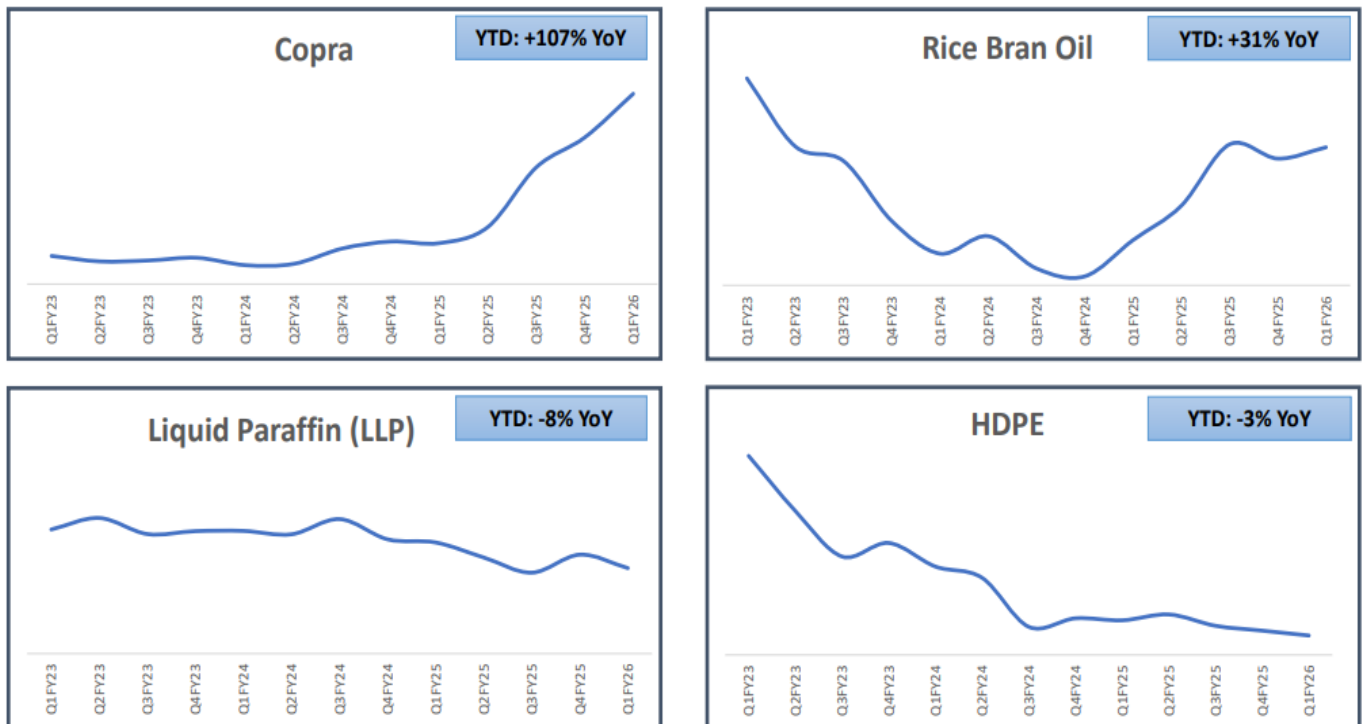 Copra
YTD: +107% YoY
Q1FY23
Q2FY23
Q3FY23
Q4FY23
Q1FY24
Q2FY24
Q3FY24
Q4FY24
Q1FY25
Q2FY25
Q3FY25
Q4FY25
Q1FY26
Rice Bran Oil
YTD: +31% YoY
Q1FY23
Q2FY23
Q3FY23
Q4FY23
Q1FY24
Q2FY24
Q3FY24
Q4FY24
Q1FY25
Q2FY25
Q3FY25
Q4FY25
Q1FY26
Liquid Paraffin (LLP)
YTD: -8% YoY
Q1FY23
Q2FY23
Q3FY23
Q4FY23
Q1FY24
Q2FY24
Q3FY24
Q4FY24
Q1FY25
Q2FY25
Q3FY25
Q4FY25
Q1FY26
HDPE
YTD: -3% YoY
Q1FY23
Q2FY23
Q3FY23
Q4FY23
Q1FY24
Q2FY24
Q3FY24
Q4FY24
Q1FY25
Q2FY25
Q3FY25
Q4FY25
Q1FY26